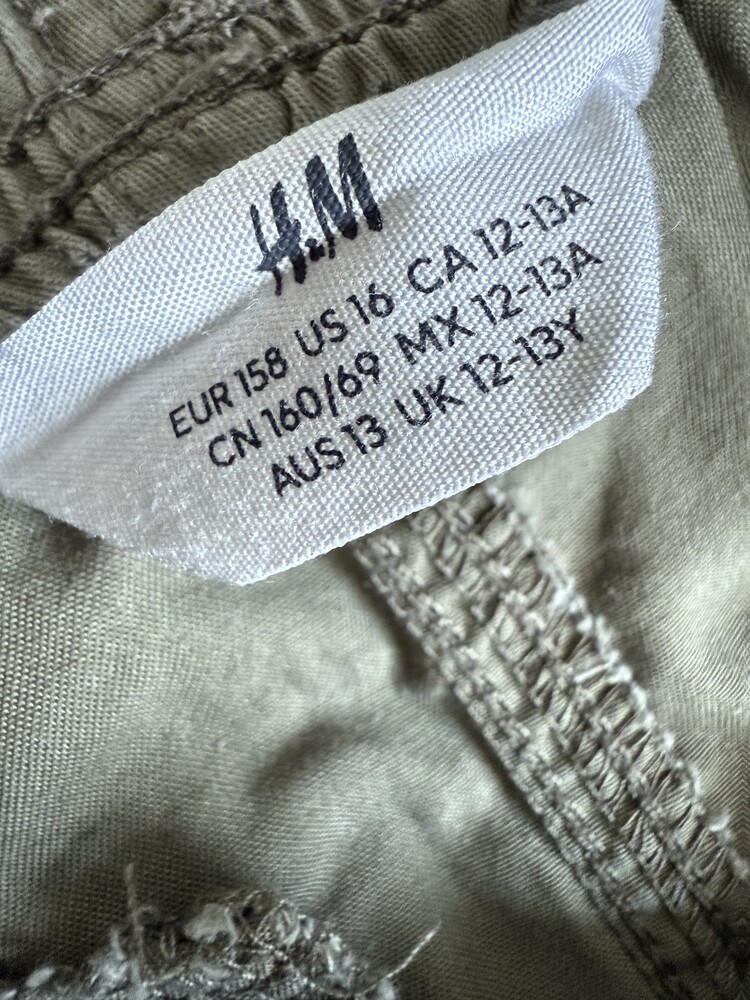 H&M
EUR 158 US 16 CA 12-13A
CN 160/69 MX 12-13A
AUS 13 UK 12-13Y